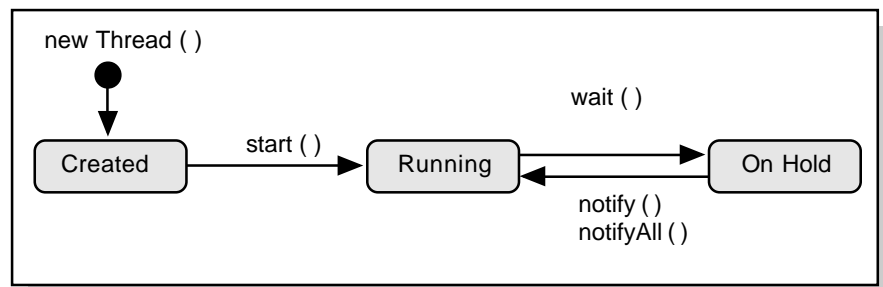 new Thread ( )
wait ( )
start ( )
Created
Running
On Hold
notify ( )
notifyAll ( )